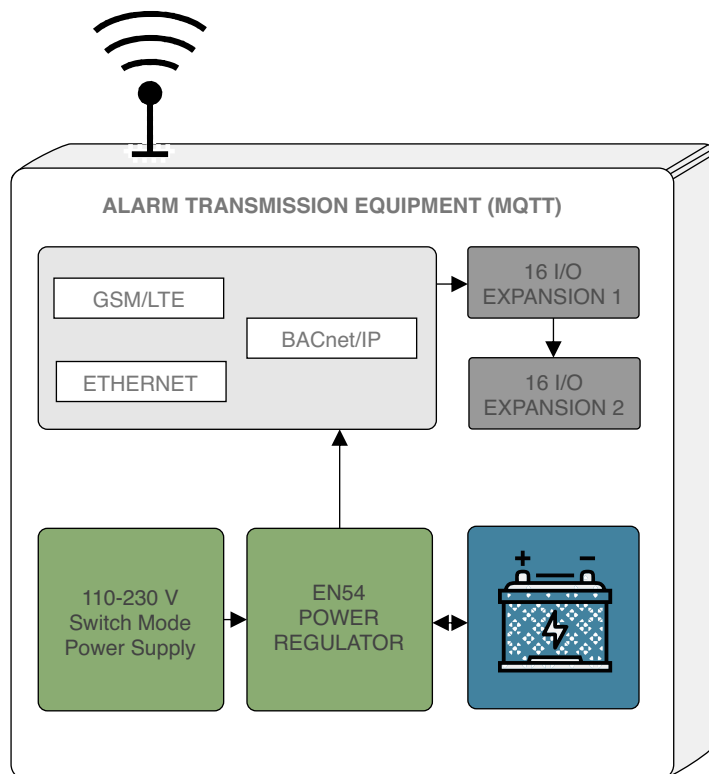 ALARM TRANSMISSION EQUIPMENT (MQTT)
GSM/LTE
BACnet/IP
ETHERNET
16 I/O
EXPANSION 1
16 I/O
EXPANSION 2
110-230 V
Switch Mode
Power Supply
EN54
POWER
REGULATOR
+ −